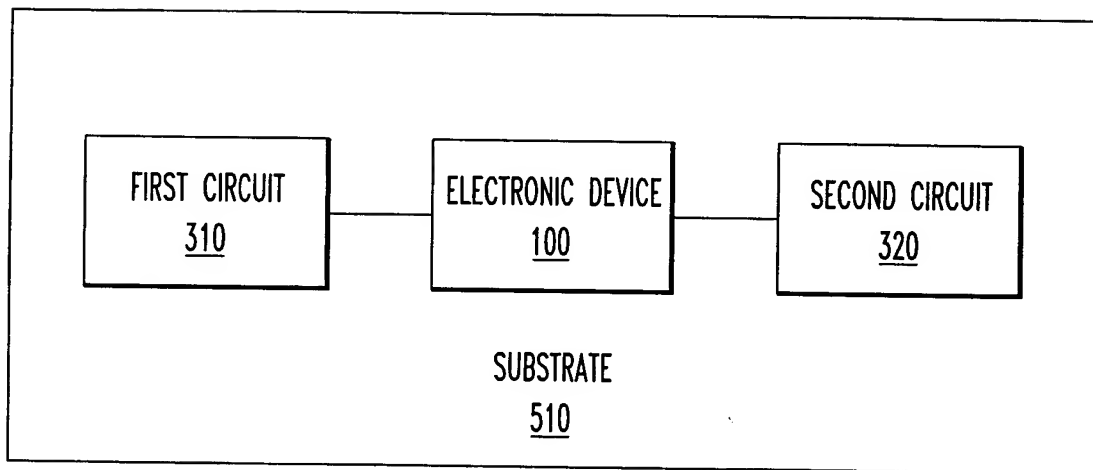 FIRST CIRCUIT
310
ELECTRONIC DEVICE
100
SECOND CIRCUIT
320
SUBSTRATE
510